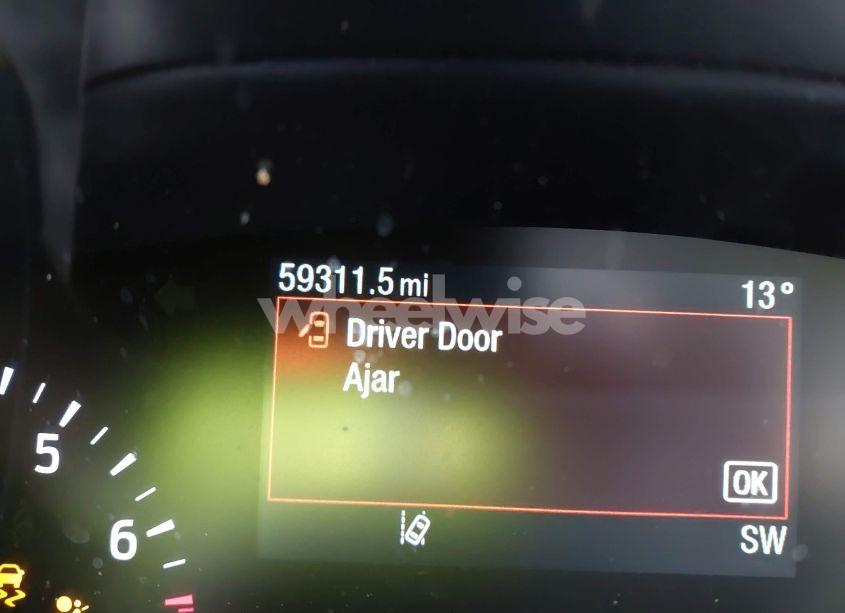 59311.5 mi
13°
wheelwise
Driver Door
Ajar
OK
SW
5
6